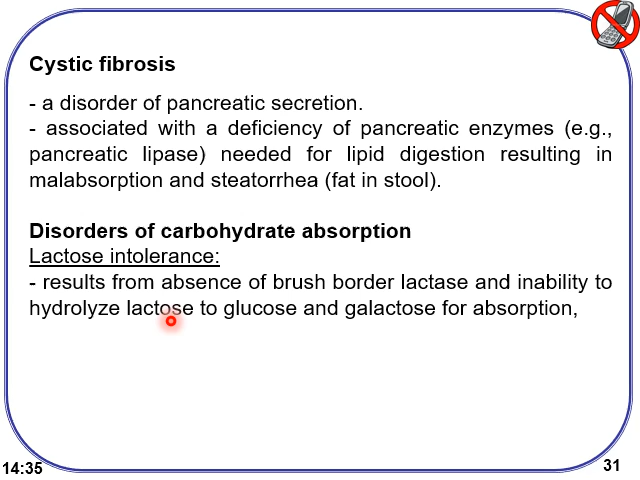 Cystic fibrosis
- a disorder of pancreatic secretion.
- associated with a deficiency of pancreatic enzymes (e.g.,
pancreatic lipase) needed for lipid digestion resulting in
malabsorption and steatorrhea (fat in stool).
Disorders of carbohydrate absorption
Lactose intolerance:
- results from absence of brush border lactase and inability to
hydrolyze lactose to glucose and galactose for absorption,
14:35
31